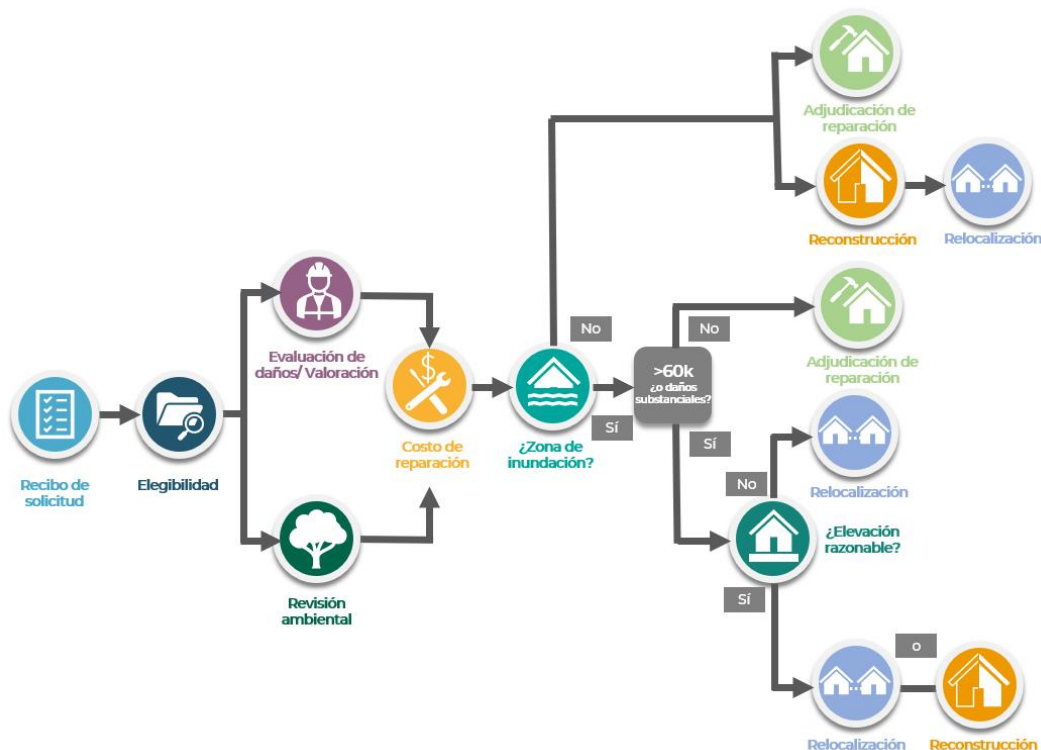 Adjudicación de
reparación
Reconstrucción
Relocalización
Evaluación de
daños/ Valoración
No
No
Adjudicación de
reparación
>60k
¿o daños
substanciales?
Sí
Sí
Recibo de
solicitud
Elegibilidad
$
Costo de
reparación
¿Zona de
inundación?
No
Relocalización
¿Elevación
razonable?
Revisión
ambiental
Sí
o
Relocalización
Reconstrucción